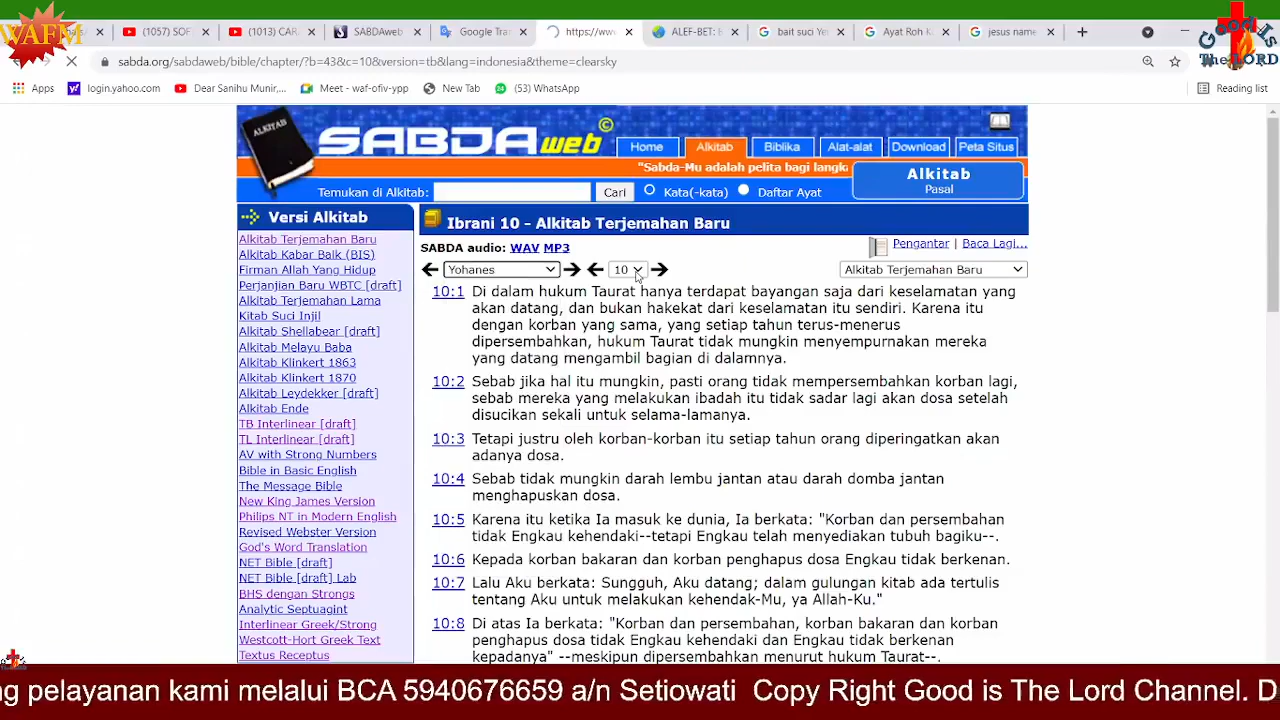 WAFM
(1057) SOF
(1013) CAR
SABDAweb
Google Tra
https://ww
ALEF-BET: B
bait suci Ye
Ayat Roh K
jesus name
sabda.org/sabdaweb/bible/chapter/?b=43&c=10&version=tb&lang=indonesia&theme=clearsky
Good Is
The LORD
Apps
login.yahoo.com
Dear Sanihu Munir,...
Meet - waf-ofiv-ypp
New Tab
(53) WhatsApp
Reading list
ALKITAB
SABDAweb©
Home
Alkitab
Biblika
Alat-alat
Download
Peta Situs
"Sabda-Mu adalah pelita bagi langk
Alkitab
Pasal
Temukan di Alkitab:
Cari
Kata(-kata)
Daftar Ayat
Versi Alkitab
Alkitab Terjemahan Baru
Alkitab Kabar Baik (BIS)
Firman Allah Yang Hidup
Perjanjian Baru WBTC [draft]
Alkitab Terjemahan Lama
Kitab Suci Injil
Alkitab Shellabear [draft]
Alkitab Melayu Baba
Alkitab Klinkert 1863
Alkitab Klinkert 1870
Alkitab Leydekker [draft]
Alkitab Ende
TB Interlinear [draft]
TL Interlinear [draft]
AV with Strong Numbers
Bible in Basic English
The Message Bible
New King James Version
Philips NT in Modern English
Revised Webster Version
God's Word Translation
NET Bible [draft]
NET Bible [draft] Lab
BHS dengan Strongs
Analytic Septuagint
Interlinear Greek/Strong
Westcott-Hort Greek Text
Textus Receptus
Ibrani 10 - Alkitab Terjemahan Baru
SABDA audio: WAV MP3
Pengantar | Baca Lagi...
Yohanes
10
Alkitab Terjemahan Baru
10:1 Di dalam hukum Taurat hanya terdapat bayangan saja dari keselamatan yang
akan datang, dan bukan hakekat dari keselamatan itu sendiri. Karena itu
dengan korban yang sama, yang setiap tahun terus-menerus
dipersembahkan, hukum Taurat tidak mungkin menyempurnakan mereka
yang datang mengambil bagian di dalamnya.
10:2 Sebab jika hal itu mungkin, pasti orang tidak mempersembahkan korban lagi,
sebab mereka yang melakukan ibadah itu tidak sadar lagi akan dosa setelah
disucikan sekali untuk selama-lamanya.
10:3 Tetapi justru oleh korban-korban itu setiap tahun orang diperingatkan akan
adanya dosa.
10:4 Sebab tidak mungkin darah lembu jantan atau darah domba jantan
menghapuskan dosa.
10:5 Karena itu ketika Ia masuk ke dunia, Ia berkata: "Korban dan persembahan
tidak Engkau kehendaki--tetapi Engkau telah menyediakan tubuh bagiku--.
10:6 Kepada korban bakaran dan korban penghapus dosa Engkau tidak berkenan.
10:7 Lalu Aku berkata: Sungguh, Aku datang; dalam gulungan kitab ada tertulis
tentang Aku untuk melakukan kehendak-Mu, ya Allah-Ku."
10:8 Di atas Ia berkata: "Korban dan persembahan, korban bakaran dan korban
penghapus dosa tidak Engkau kehendaki dan Engkau tidak berkenan
kepadanya" --meskipun dipersembahkan menurut hukum Taurat--.
ng pelayanan kami melalui BCA 5940676659 a/n Setiowati Copy Right Good is The Lord Channel. D